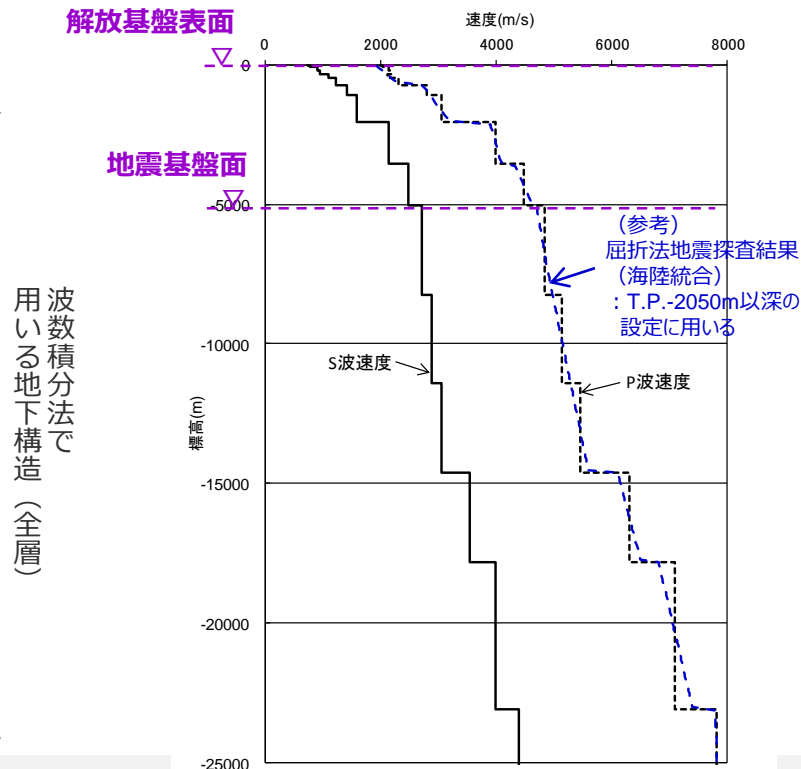 解放基盤表面
速度(m/s)
0
2000
4000
6000
8000
0
地震基盤面
-5000
(参考)
屈折法地震探査結果
(海陸統合)
:T.P.-2050m以深の
設定に用いる
波数積分法で
用いる地下構造(全層)
-10000
S波速度
P波速度
標高(m)
-15000
-20000
-25000